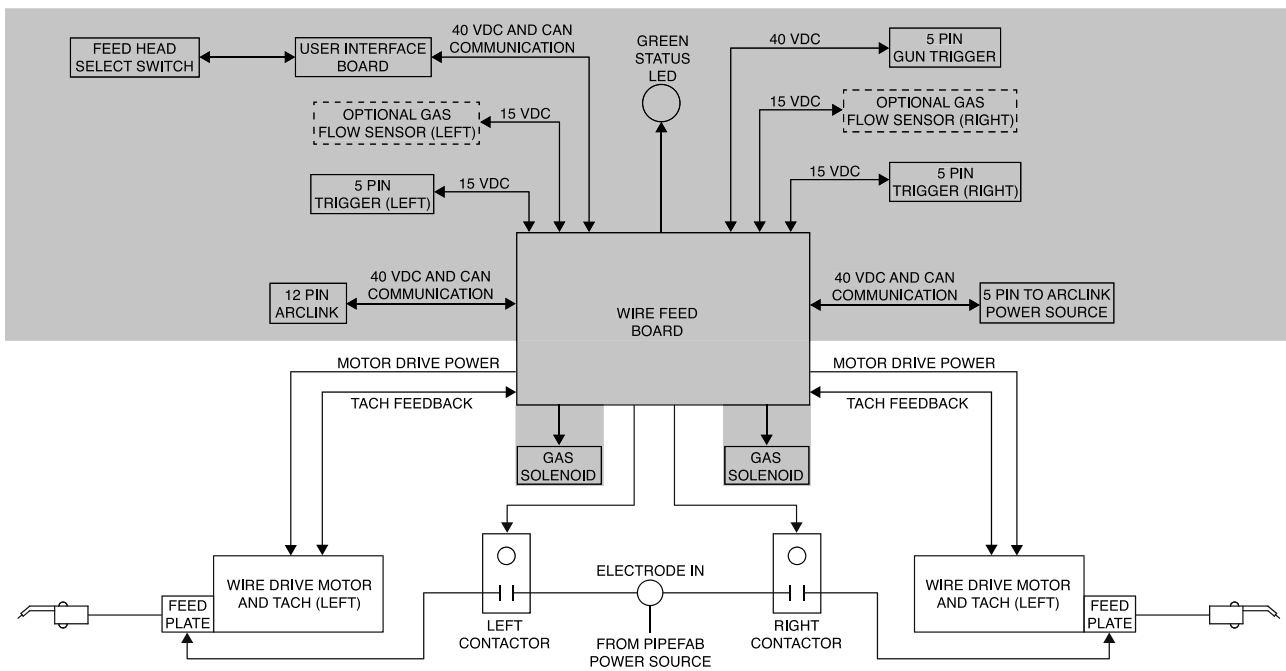 40 VDC AND CAN
COMMUNICATION
FEED HEAD
SELECT SWITCH
USER INTERFACE
BOARD
GREEN
STATUS
LED
40 VDC
5 PIN
GUN TRIGGER
OPTIONAL GAS
FLOW SENSOR (LEFT)
15 VDC
15 VDC
OPTIONAL GAS
FLOW SENSOR (RIGHT)
5 PIN
TRIGGER (LEFT)
15 VDC
15 VDC
5 PIN
TRIGGER (RIGHT)
12 PIN
ARCLINK
40 VDC AND CAN
COMMUNICATION
WIRE FEED
BOARD
40 VDC AND CAN
COMMUNICATION
5 PIN TO ARCLINK
POWER SOURCE
MOTOR DRIVE POWER
MOTOR DRIVE POWER
TACH FEEDBACK
TACH FEEDBACK
GAS
SOLENOID
GAS
SOLENOID
WIRE DRIVE MOTOR
AND TACH (LEFT)
FEED
PLATE
LEFT
CONTACTOR
ELECTRODE IN
FROM PIPEFAB
POWER SOURCE
RIGHT
CONTACTOR
WIRE DRIVE MOTOR
AND TACH (LEFT)
FEED
PLATE